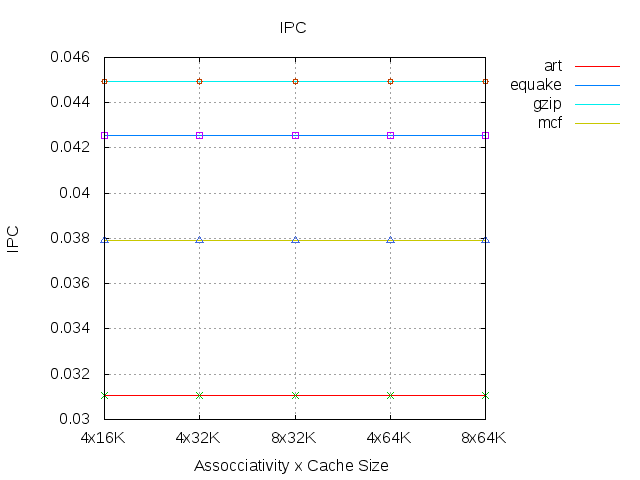 IPC
0.046
0.044
0.042
0.04
0.038
0.036
0.034
0.032
0.03
IPC
4x16K 4x32K 8x32K 4x64K 8x64K
Assocciativity x Cache Size
art
equake
gzip
mcf